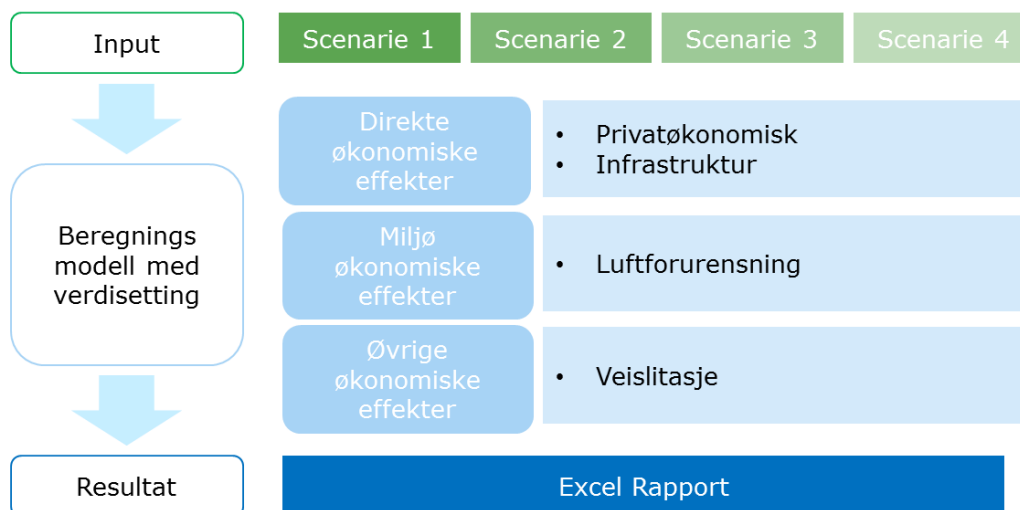 Input
Scenarie 1
Scenarie 2
Scenarie 3
Scenarie 4
Beregnings
modell med
verdisetting
Direkte
økonomiske
effekter
• Privatøkonomisk
• Infrastruktur
Miljø
økonomiske
effekter
• Luftforurensning
Øvrige
økonomiske
effekter
• Veislitasje
Resultat
Excel Rapport